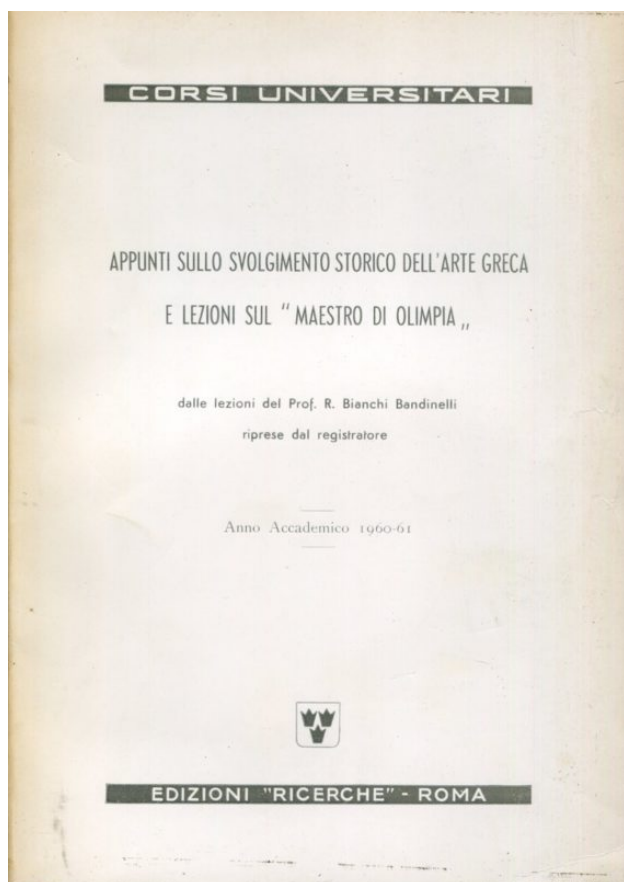 CORSI UNIVERSITARI
APPUNTI SULLO SVOLGIMENTO STORICO DELL'ARTE GRECA
E LEZIONI SUL " MAESTRO DI OLIMPIA „
dalle lezioni del Prof. R. Bianchi Bandinelli
riprese dal registratore
Anno Accademico 1960-61
EDIZIONI "RICERCHE" - ROMA